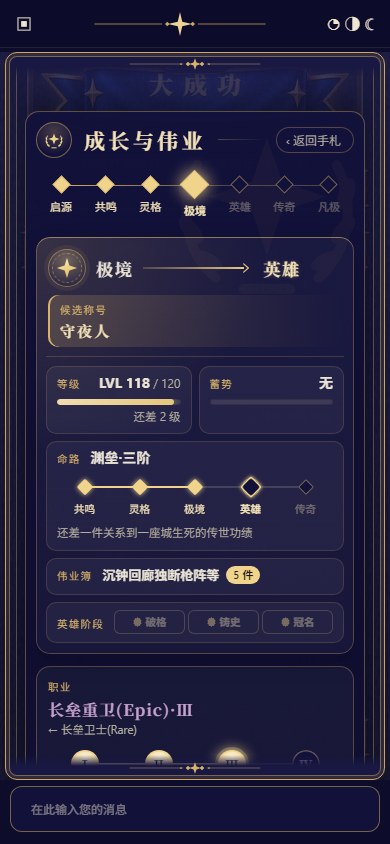 大成功
成长与伟业
‹ 返回手札
启源 共鸣 灵格 极境 英雄 传奇 凡极
极境 英雄
候选称号
守夜人
等级 LVL 118 / 120
还差 2 级
蓄势 无
命路 渊垒·三阶
共鸣 灵格 极境 英雄 传奇
还差一件关系到一座城生死的传世功绩
伟业簿 沉钟回廊独断枪阵等 5 件
英雄阶段 破格 铸史 冠名
职业
长垒重卫(Epic)·III
← 长垒卫士(Rare)
I II III IV
在此输入您的消息